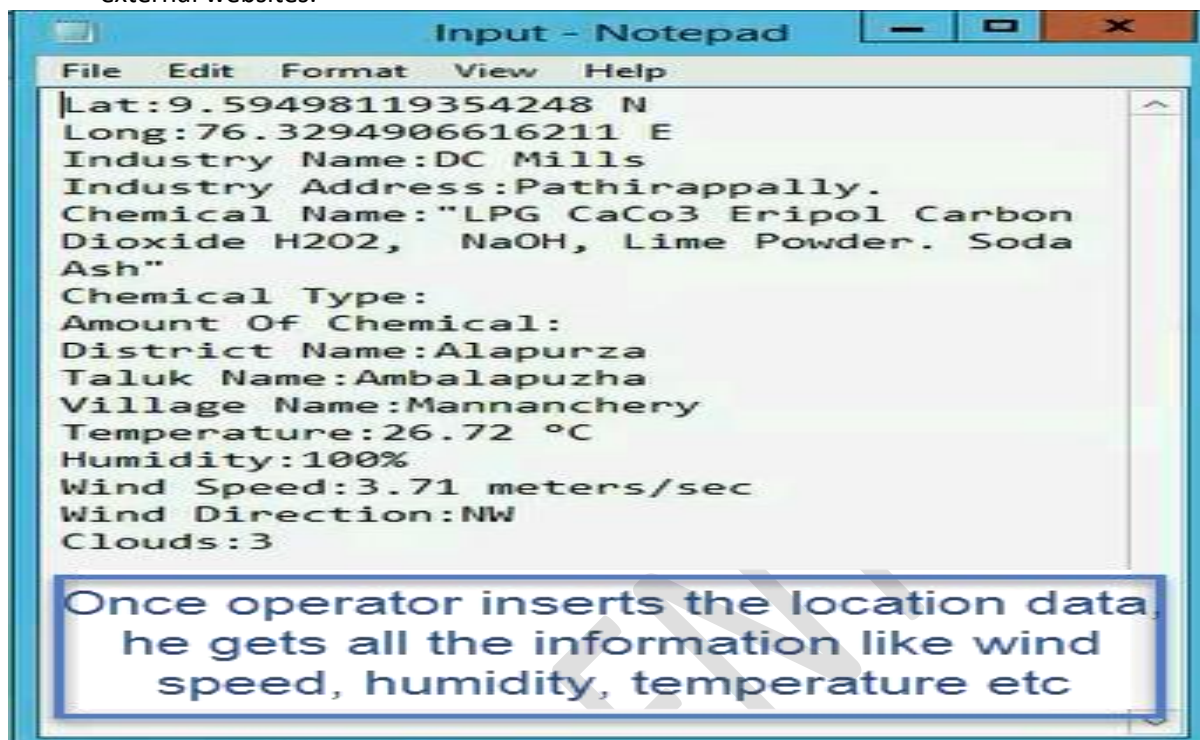 external websites.
Input - Notepad
File Edit Format View Help
Lat:9.59498119354248 N
Long:76.3294906616211 E
Industry Name:DC Mills
Industry Address:Pathirappally.
Chemical Name:"LPG CaCo3 Eripol Carbon
Dioxide H2O2, NaOH, Lime Powder. Soda
Ash"
Chemical Type:
Amount Of Chemical:
District Name:Alapurza
Taluk Name:Ambalapuzha
Village Name:Mannanchery
Temperature:26.72 °C
Humidity:100%
Wind Speed:3.71 meters/sec
Wind Direction:NW
Clouds:3
Once operator inserts the location data,
he gets all the information like wind
speed, humidity, temperature etc